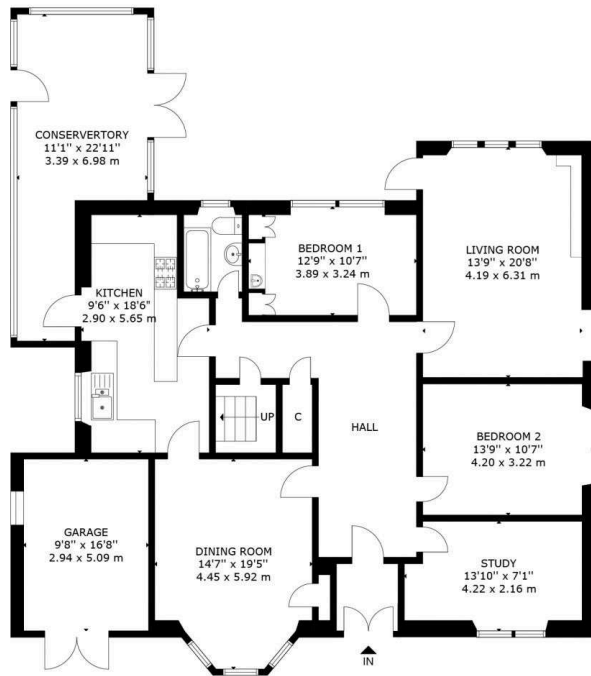 CONSERVERTORY
11'1" x 22'11"
3.39 x 6.98 m
BEDROOM 1
12'9" x 10'7"
3.89 x 3.24 m
LIVING ROOM
13'9" x 20'8"
4.19 x 6.31 m
KITCHEN
9'6" x 18'6"
2.90 x 5.65 m
UP
C
HALL
BEDROOM 2
13'9" x 10'7"
4.20 x 3.22 m
GARAGE
9'8" x 16'8"
2.94 x 5.09 m
DINING ROOM
14'7" x 19'5"
4.45 x 5.92 m
STUDY
13'10" x 7'1"
4.22 x 2.16 m
IN